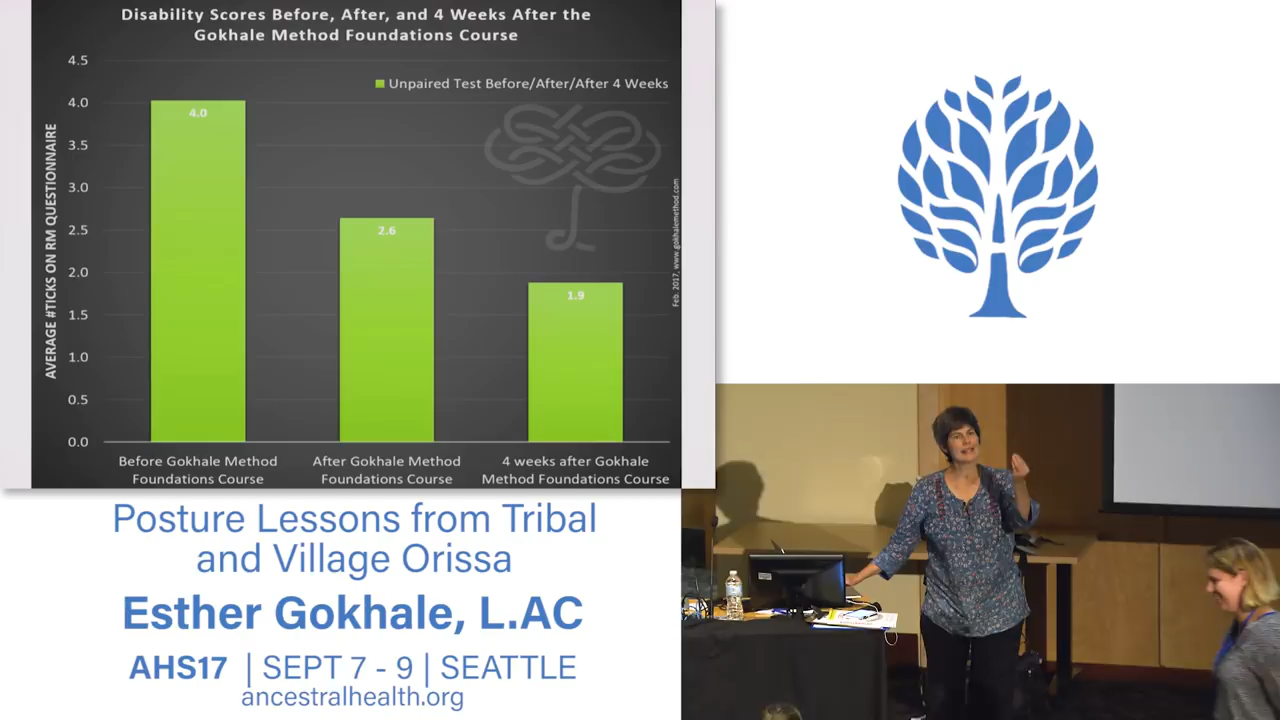 Disability Scores Before, After, and 4 Weeks After the
Gokhale Method Foundations Course
Unpaired Test Before/After/After 4 Weeks
AVERAGE #TICKS ON RM QUESTIONNAIRE
4.5
4.0
3.5
3.0
2.5
2.0
1.5
1.0
0.5
0.0
4.0
2.6
1.9
Before Gokhale Method
Foundations Course
After Gokhale Method
Foundations Course
4 weeks after Gokhale
Method Foundations Course
Feb. 2017, www.gokhalemethod.com
Posture Lessons from Tribal
and Village Orissa
Esther Gokhale, L.AC
AHS17 | SEPT 7 - 9 | SEATTLE
ancestralhealth.org